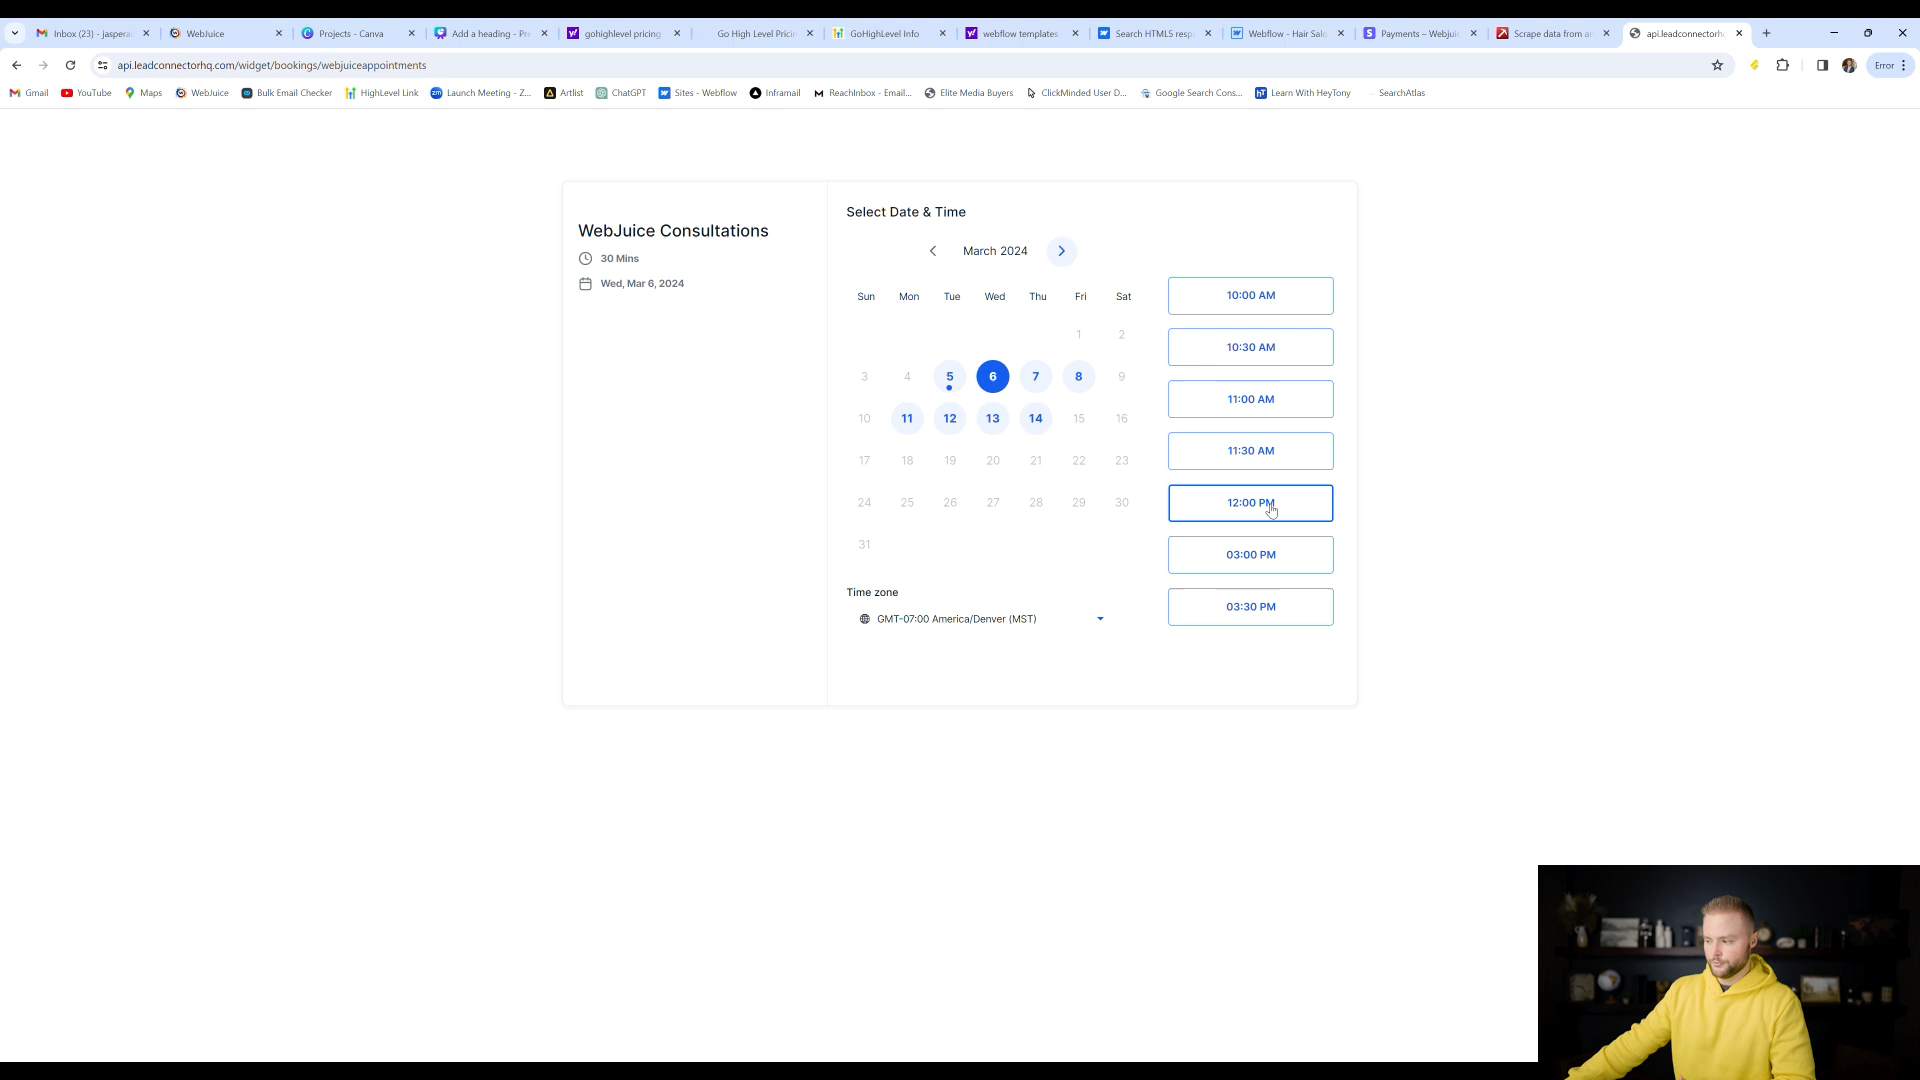 Inbox (23) - jaspera
WebJuice
Projects - Canva
Add a heading - Pre
gohighlevel pricing
Go High Level Pricin
GoHighLevel Info
webflow templates
Search HTML5 resp
Webflow - Hair Salo
Payments – Webjuic
Scrape data from an
api.leadconnectorh
api.leadconnectorhq.com/widget/bookings/webjuiceappointments
Error
Gmail
YouTube
Maps
WebJuice
Bulk Email Checker
HighLevel Link
Launch Meeting - Z...
Artlist
ChatGPT
Sites - Webflow
Inframail
ReachInbox - Email...
Elite Media Buyers
ClickMinded User D...
Google Search Cons...
Learn With HeyTony
SearchAtlas
WebJuice Consultations
30 Mins
Wed, Mar 6, 2024
Select Date & Time
March 2024
Sun Mon Tue Wed Thu Fri Sat
1 2
3 4 5 6 7 8 9
10 11 12 13 14 15 16
17 18 19 20 21 22 23
24 25 26 27 28 29 30
31
Time zone
GMT-07:00 America/Denver (MST)
10:00 AM
10:30 AM
11:00 AM
11:30 AM
12:00 PM
03:00 PM
03:30 PM